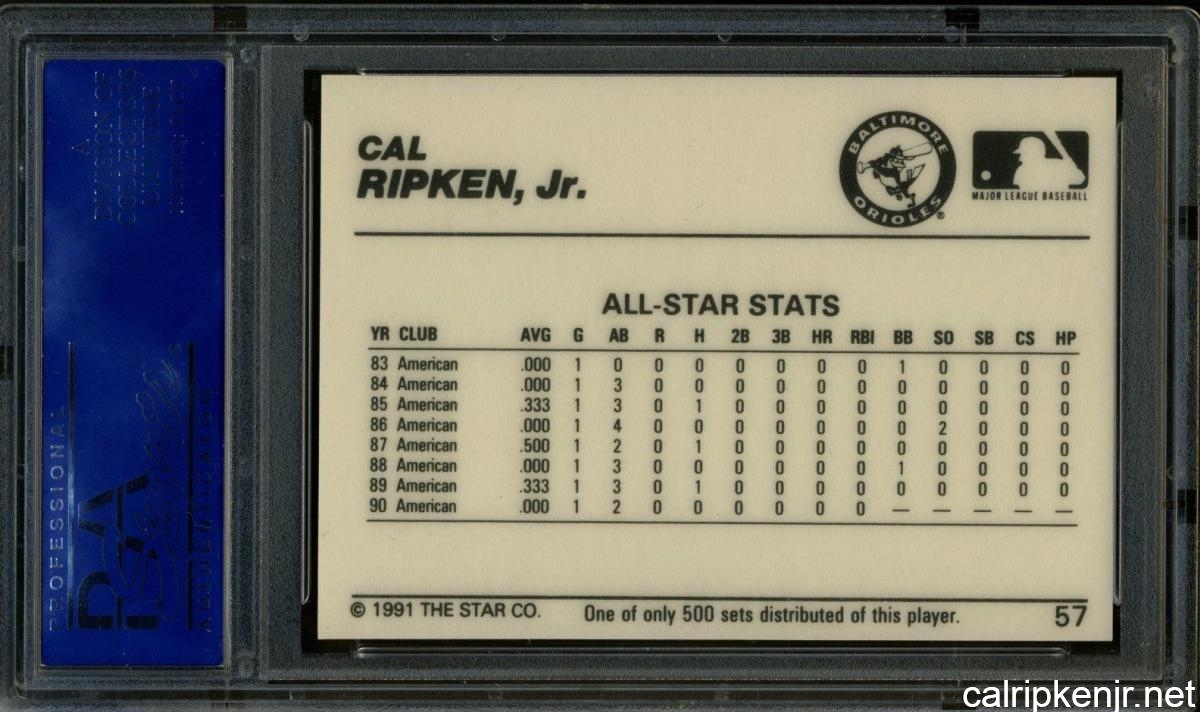 A
DIVISION OF
COLLECTORS
UNIVERSE
PROFESSIONAL
PSA
AUTHENTICATOR
CAL
RIPKEN, Jr.
BALTIMORE
ORIOLES®
MAJOR LEAGUE BASEBALL
ALL-STAR STATS
YR CLUB AVG G AB R H 2B 3B HR RBI BB SO SB CS HP
83 American .000 1 0 0 0 0 0 0 0 1 0 0 0 0
84 American .000 1 3 0 0 0 0 0 0 0 0 0 0 0
85 American .333 1 3 0 1 0 0 0 0 0 0 0 0 0
86 American .000 1 4 0 0 0 0 0 0 0 2 0 0 0
87 American .500 1 2 0 1 0 0 0 0 0 0 0 0 0
88 American .000 1 3 0 0 0 0 0 0 1 0 0 0 0
89 American .333 1 3 0 1 0 0 0 0 0 0 0 0 0
90 American .000 1 2 0 0 0 0 0 0 — — — — —
© 1991 THE STAR CO. One of only 500 sets distributed of this player. 57
calripkenjr.net